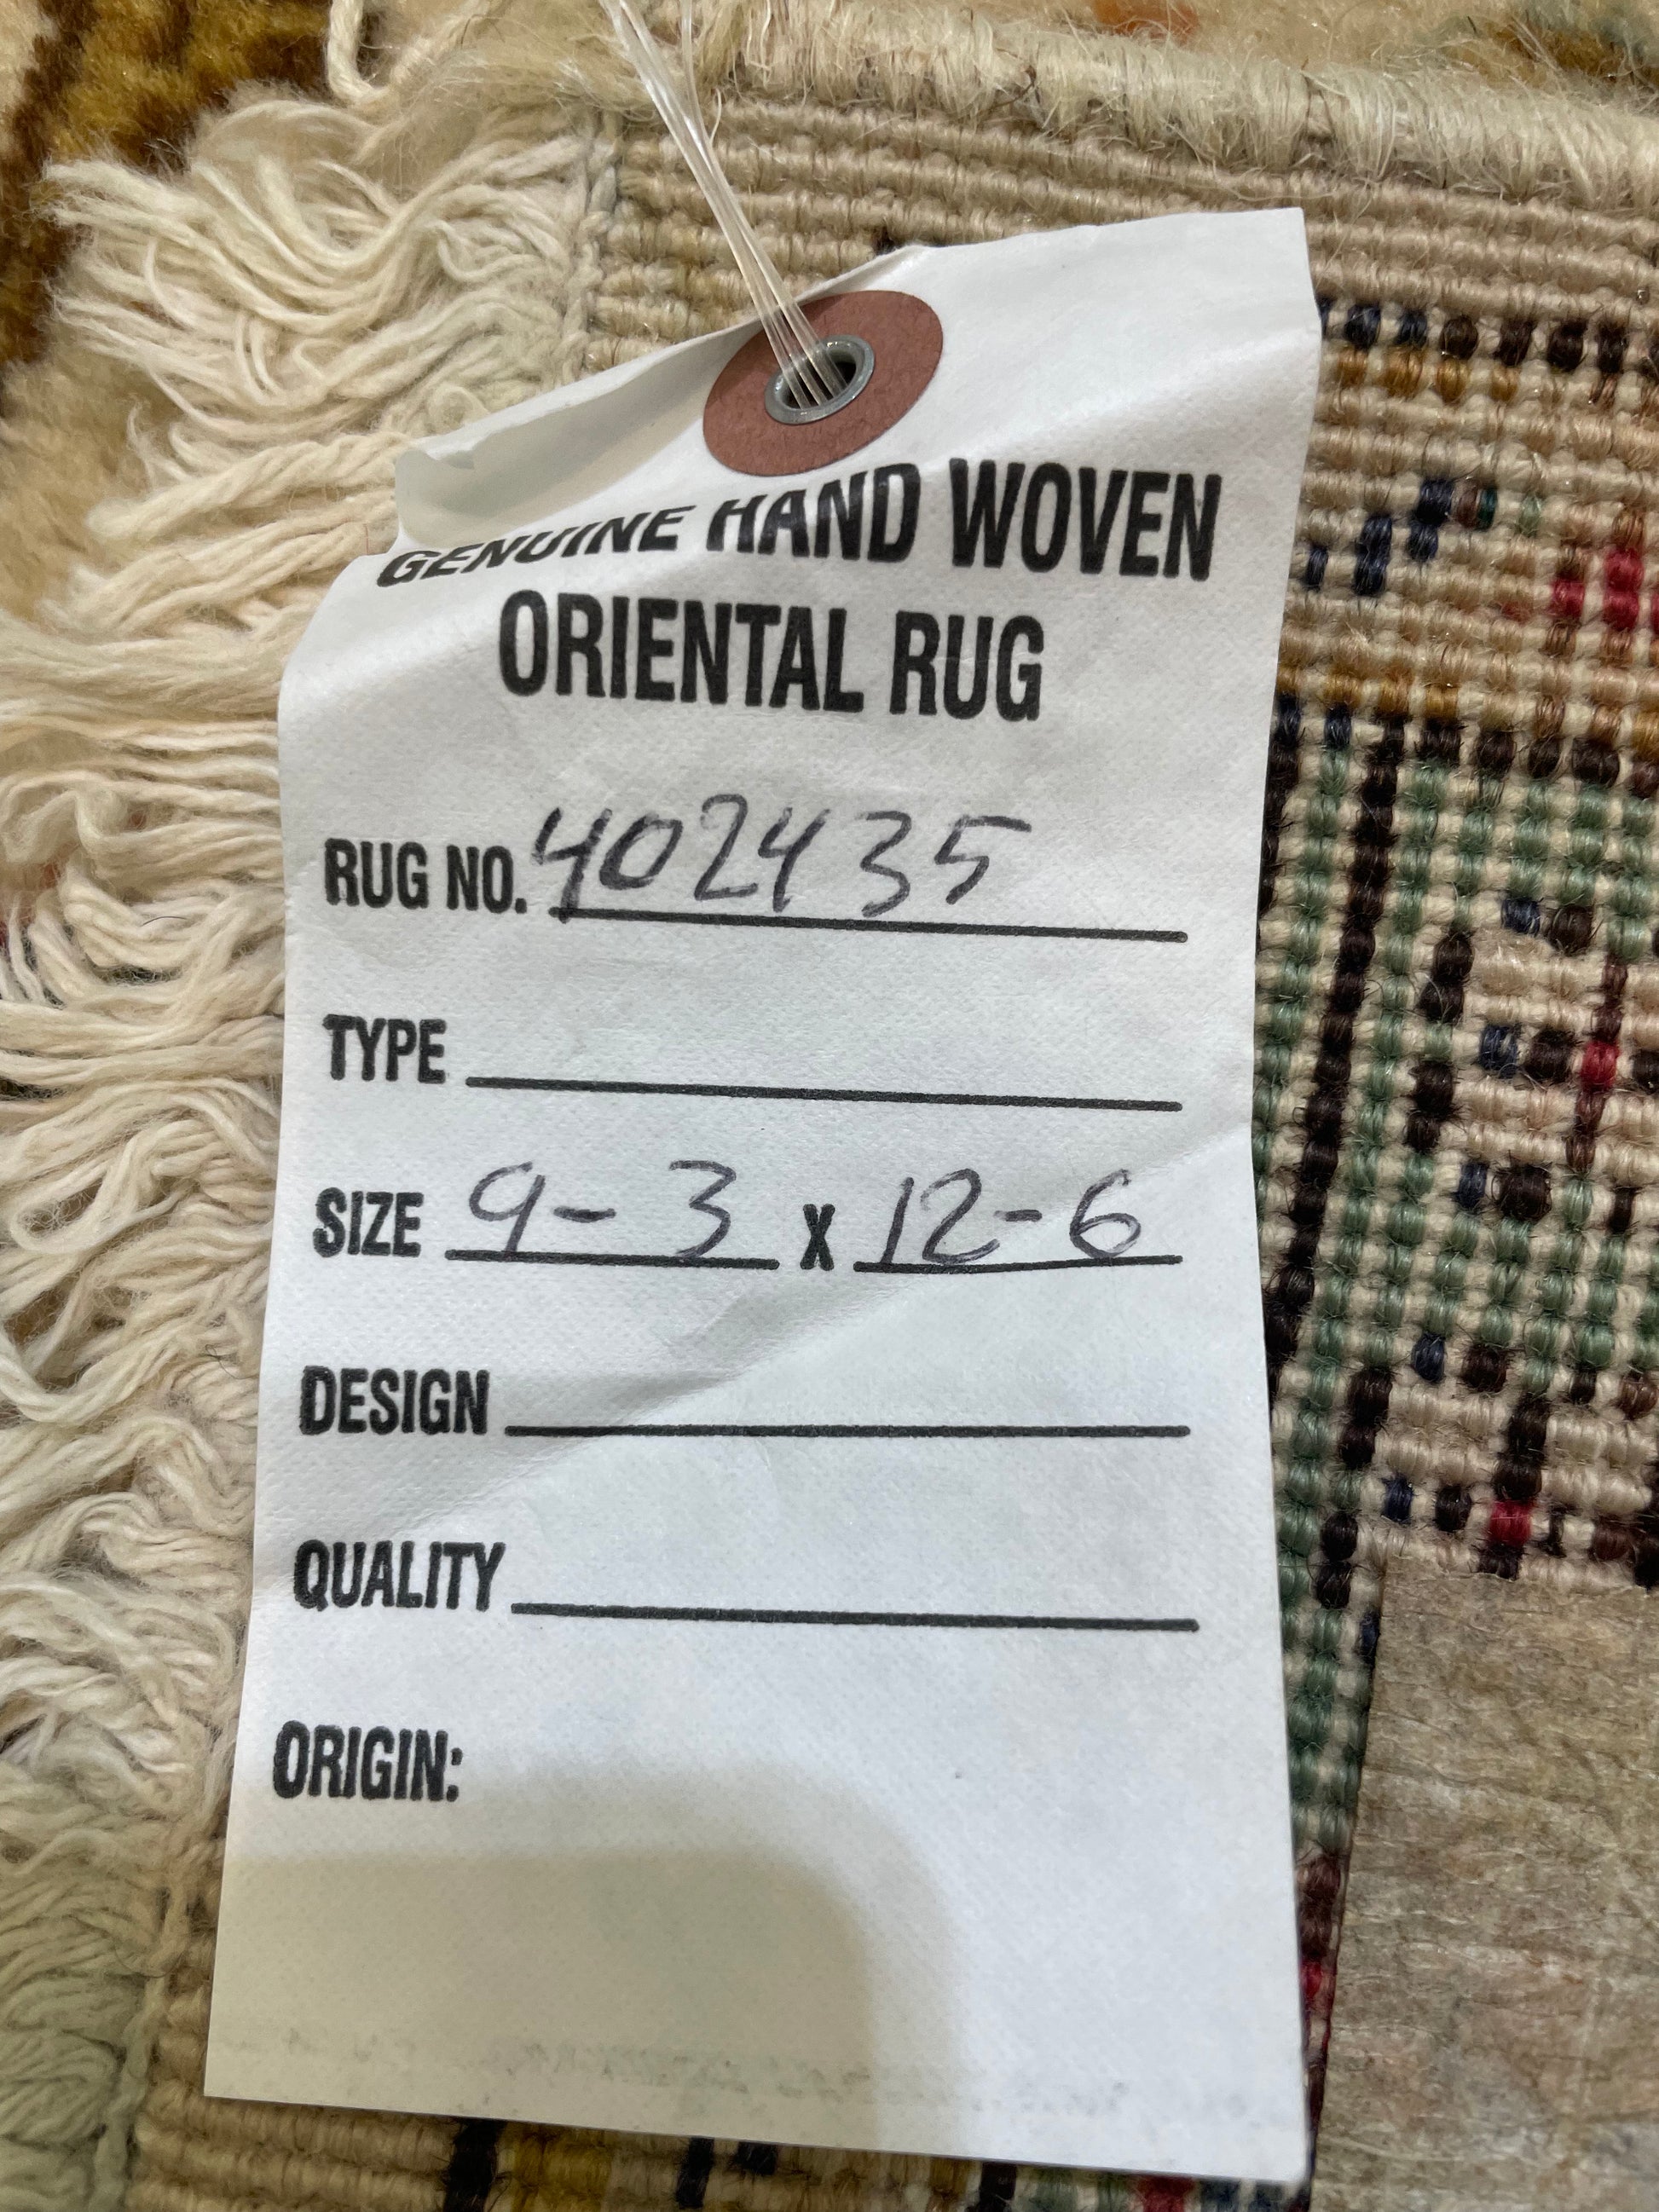 GENUINE HAND WOVEN
ORIENTAL RUG
RUG NO. 402435
TYPE
SIZE 9-3 X 12-6
DESIGN
QUALITY
ORIGIN: